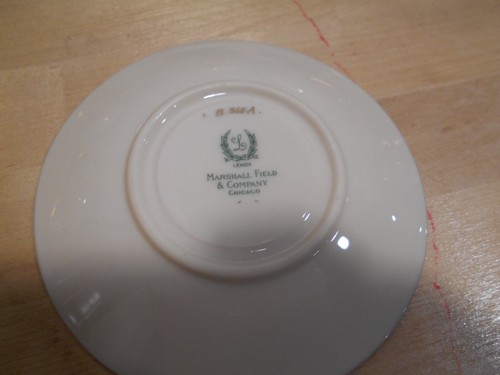 L
LENOX
MARSHALL FIELD
& COMPANY
CHICAGO